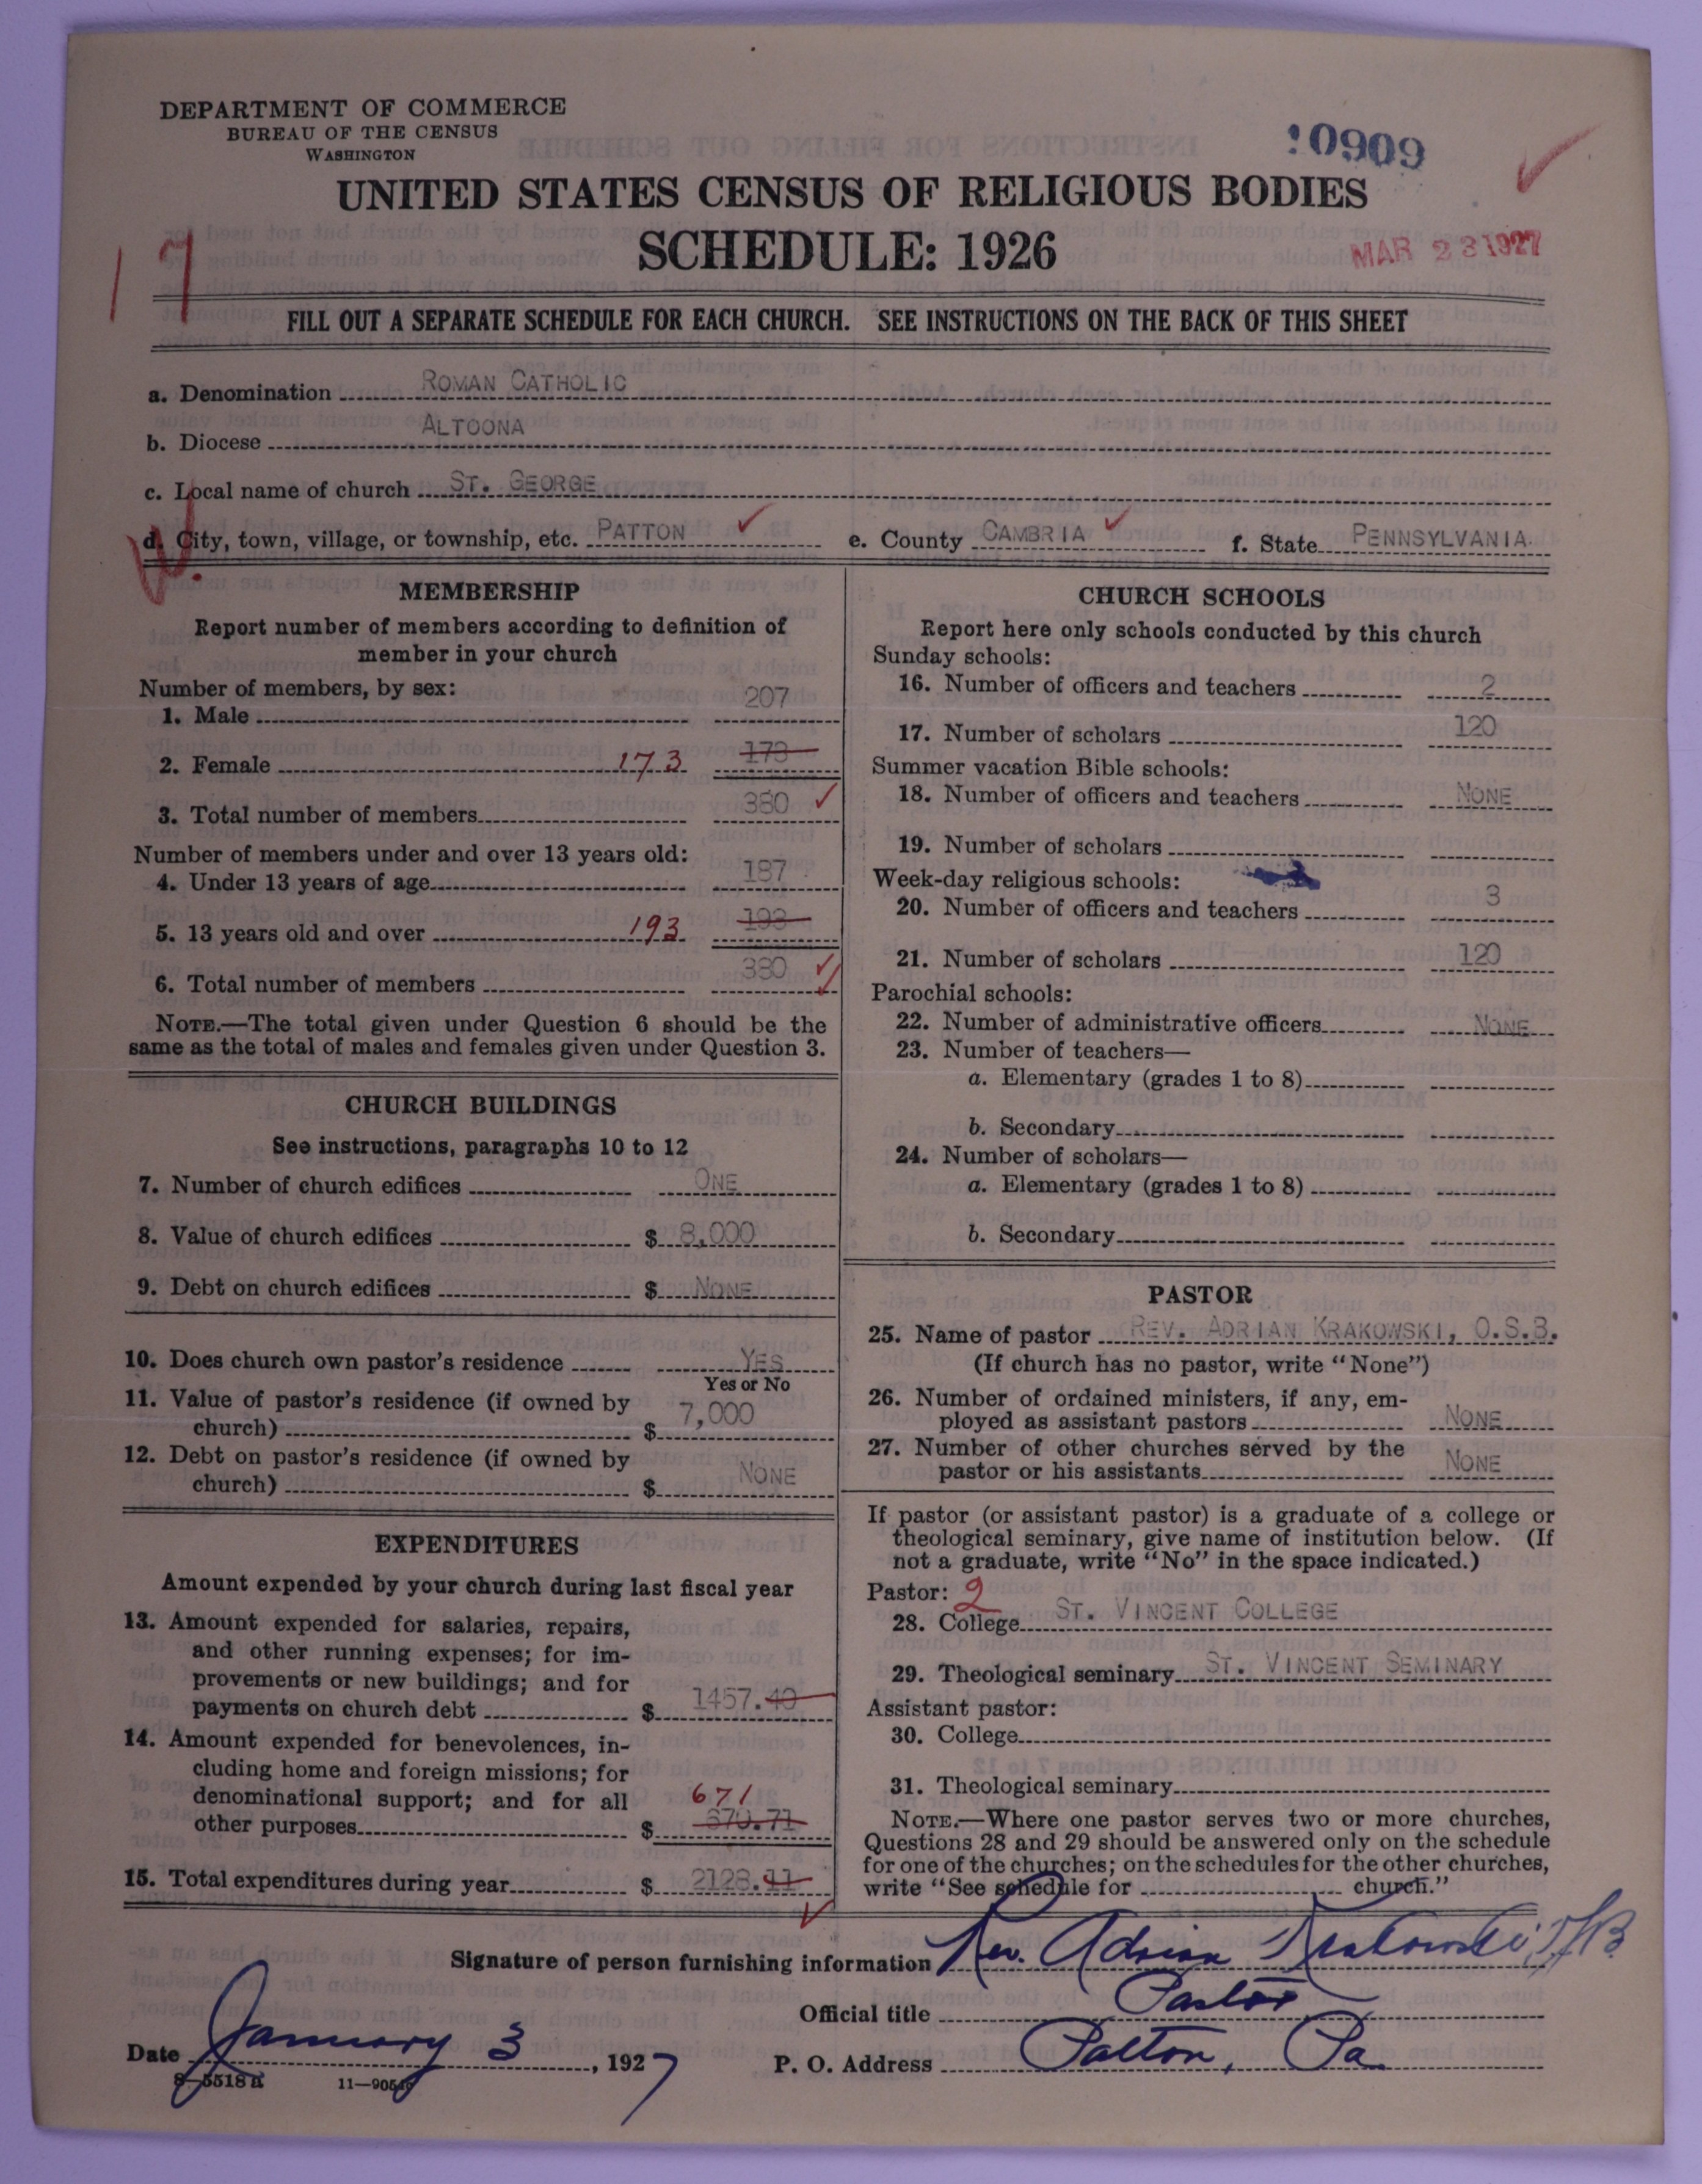 DEPARTMENT OF COMMERCE
BUREAU OF THE CENSUS
WASHINGTON
10909
UNITED STATES CENSUS OF RELIGIOUS BODIES
SCHEDULE: 1926
MAR 23 1927
17
FILL OUT A SEPARATE SCHEDULE FOR EACH CHURCH. SEE INSTRUCTIONS ON THE BACK OF THIS SHEET
a. Denomination ROMAN CATHOLIC
b. Diocese ALTOONA
c. Local name of church ST. GEORGE
d. City, town, village, or township, etc. PATTON e. County CAMBRIA f. State PENNSYLVANIA.
MEMBERSHIP
Report number of members according to definition of
member in your church
Number of members, by sex:
1. Male 207
2. Female 173 173
3. Total number of members 380
Number of members under and over 13 years old:
4. Under 13 years of age 187
5. 13 years old and over 193 193
6. Total number of members 380
NOTE.—The total given under Question 6 should be the
same as the total of males and females given under Question 3.
CHURCH BUILDINGS
See instructions, paragraphs 10 to 12
7. Number of church edifices ONE
8. Value of church edifices $ 8,000
9. Debt on church edifices $ NONE
10. Does church own pastor's residence YES
Yes or No
11. Value of pastor's residence (if owned by
church) $ 7,000
12. Debt on pastor's residence (if owned by
church) $ NONE
EXPENDITURES
Amount expended by your church during last fiscal year
13. Amount expended for salaries, repairs,
and other running expenses; for im-
provements or new buildings; and for
payments on church debt $ 1457.40
14. Amount expended for benevolences, in-
cluding home and foreign missions; for
denominational support; and for all 671
other purposes $ 670.71
15. Total expenditures during year $ 2128.11
CHURCH SCHOOLS
Report here only schools conducted by this church
Sunday schools:
16. Number of officers and teachers 2
17. Number of scholars 120
Summer vacation Bible schools:
18. Number of officers and teachers NONE
19. Number of scholars
Week-day religious schools:
20. Number of officers and teachers 3
21. Number of scholars 120
Parochial schools:
22. Number of administrative officers NONE
23. Number of teachers—
a. Elementary (grades 1 to 8)
b. Secondary
24. Number of scholars—
a. Elementary (grades 1 to 8)
b. Secondary
PASTOR
25. Name of pastor REV. ADRIAN KRAKOWSKI, O.S.B.
(If church has no pastor, write "None")
26. Number of ordained ministers, if any, em-
ployed as assistant pastors NONE
27. Number of other churches served by the
pastor or his assistants NONE
If pastor (or assistant pastor) is a graduate of a college or
theological seminary, give name of institution below. (If
not a graduate, write "No" in the space indicated.)
Pastor: 2
28. College ST. VINCENT COLLEGE
29. Theological seminary ST. VINCENT SEMINARY
Assistant pastor:
30. College
31. Theological seminary
NOTE.—Where one pastor serves two or more churches,
Questions 28 and 29 should be answered only on the schedule
for one of the churches; on the schedules for the other churches,
write "See schedule for church."
Signature of person furnishing information Rev. Adrian Krakowski O.S.B.
Official title Pastor
Date January 3, 1927 P. O. Address Patton, Pa.
8—5518 a 11—9054